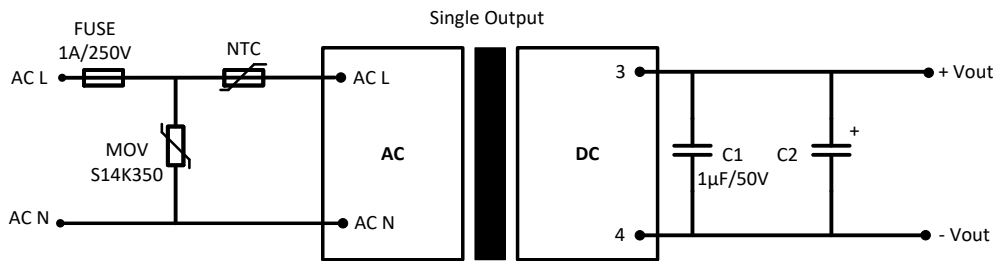 Single Output
FUSE
1A/250V
NTC
AC L
AC L
3
+ Vout
MOV
S14K350
AC
DC
C1
1µF/50V
C2
+
AC N
AC N
4
- Vout